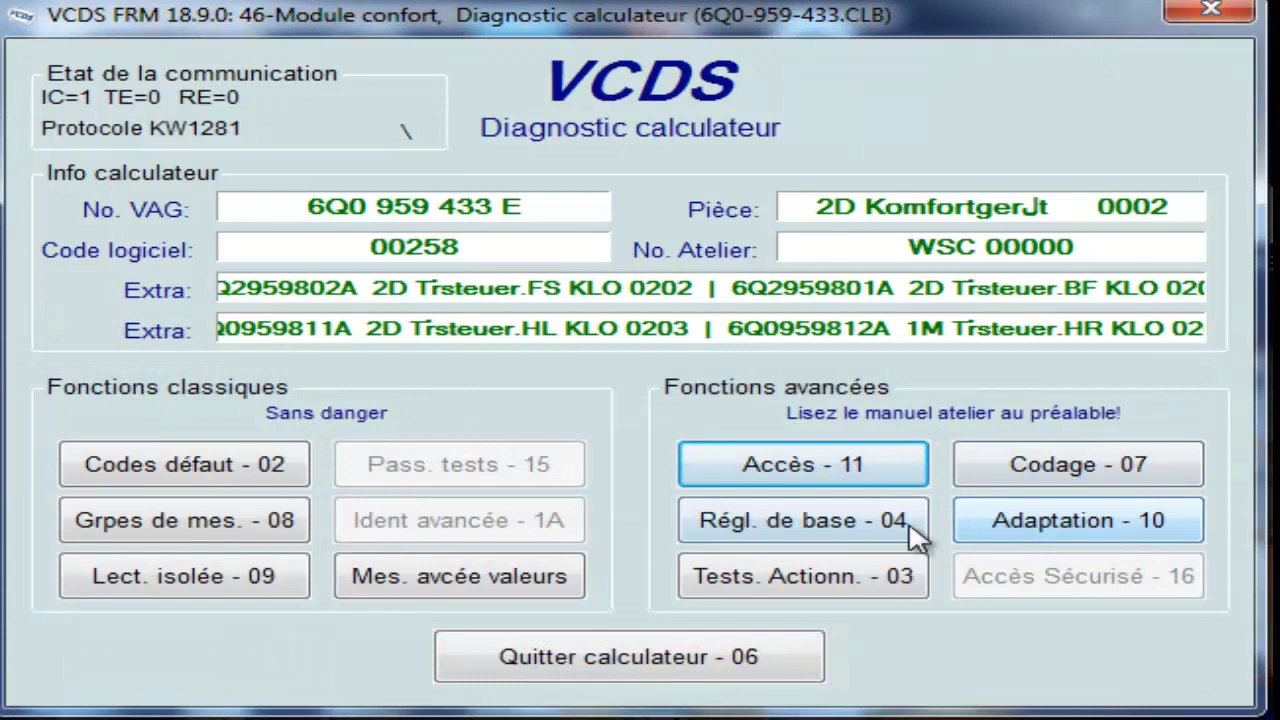 VCDS FRM 18.9.0: 46-Module confort, Diagnostic calculateur (6Q0-959-433.CLB)
Etat de la communication
IC=1 TE=0 RE=0
Protocole KW1281 \
VCDS
Diagnostic calculateur
Info calculateur
No. VAG: 6Q0 959 433 E Pièce: 2D KomfortgerJt 0002
Code logiciel: 00258 No. Atelier: WSC 00000
Extra: Q2959802A 2D Tïrsteuer.FS KLO 0202 | 6Q2959801A 2D Tïrsteuer.BF KLO 020
Extra: Q0959811A 2D Tïrsteuer.HL KLO 0203 | 6Q0959812A 1M Tïrsteuer.HR KLO 02
Fonctions classiques
Sans danger
Codes défaut - 02 Pass. tests - 15
Grpes de mes. - 08 Ident avancée - 1A
Lect. isolée - 09 Mes. avcée valeurs
Fonctions avancées
Lisez le manuel atelier au préalable!
Accès - 11 Codage - 07
Régl. de base - 04 Adaptation - 10
Tests. Actionn. - 03 Accès Sécurisé - 16
Quitter calculateur - 06